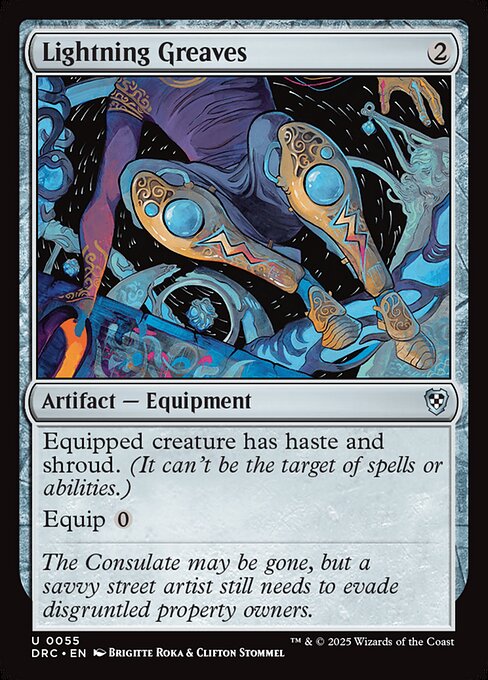 Lightning Greaves 2
Artifact — Equipment
Equipped creature has haste and
shroud. (It can't be the target of spells or
abilities.)
Equip 0
The Consulate may be gone, but a
savvy street artist still needs to evade
disgruntled property owners.
U 0055
DRC • EN BRIGITTE ROKA & CLIFTON STOMMEL
™ & © 2025 Wizards of the Coast